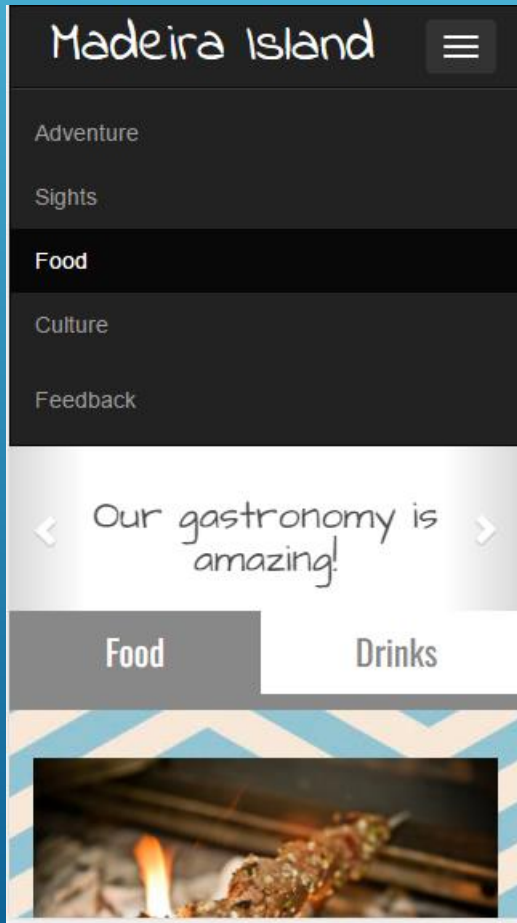 Madeira Island
Adventure
Sights
Food
Culture
Feedback
Our gastronomy is
amazing!
Food
Drinks